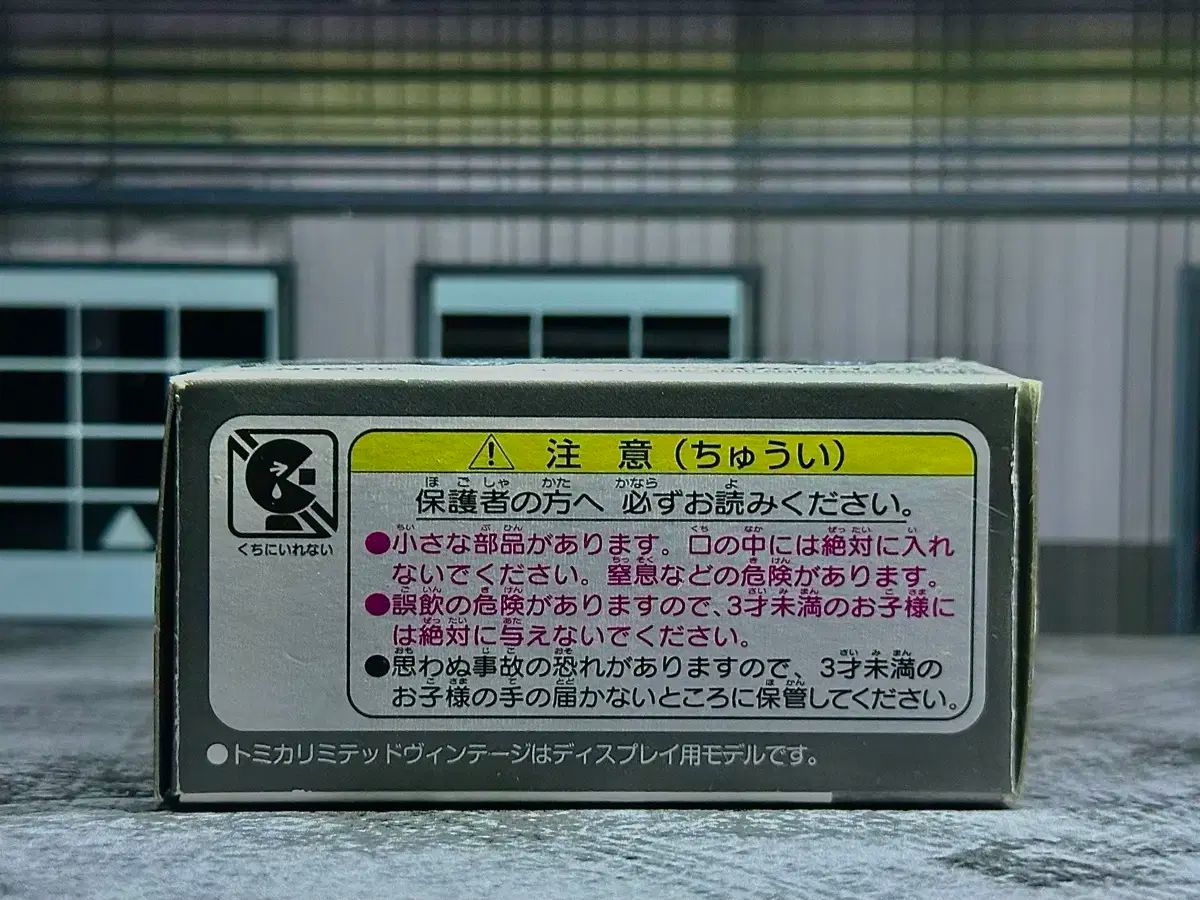 注意(ちゅうい)
保護者の方へ 必ずお読みください。
●小さな部品があります。口の中には絶対に入れ
ないでください。窒息などの危険があります。
●誤飲の危険がありますので、3才未満のお子様に
は絶対に与えないでください。
●思わぬ事故の恐れがありますので、3才未満の
お子様の手の届かないところに保管してください。
くちにいれない
●トミカリミテッドヴィンテージはディスプレイ用モデルです。